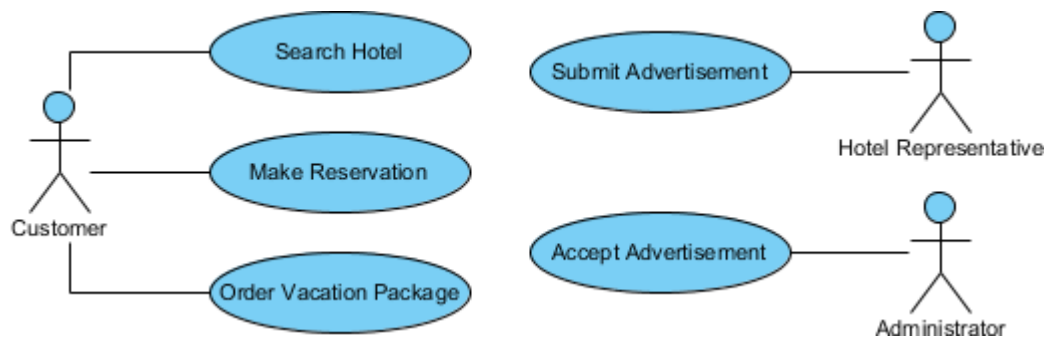 Search Hotel
Submit Advertisement
Hotel Representative
Make Reservation
Customer
Accept Advertisement
Order Vacation Package
Administrator